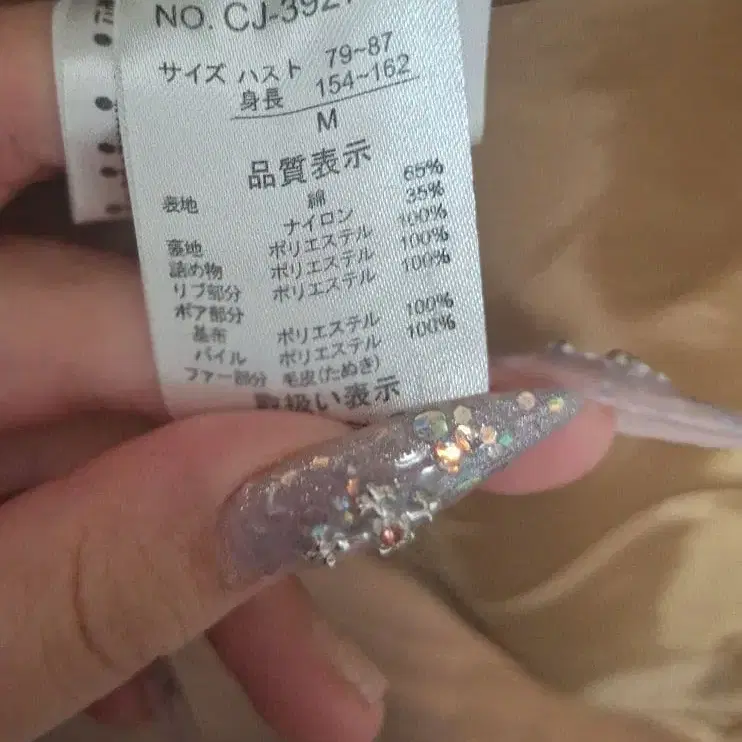 NO. CJ-392
サイズ ハスト 79~87
身長 154~162
M
品質表示
表地 綿 65%
ナイロン 35%
裏地 ポリエステル 100%
詰め物 ポリエステル 100%
リブ部分 ポリエステル 100%
ボア部分
基布 ポリエステル 100%
パイル ポリエステル 100%
ファー部分 毛皮(たぬき)
取扱い表示